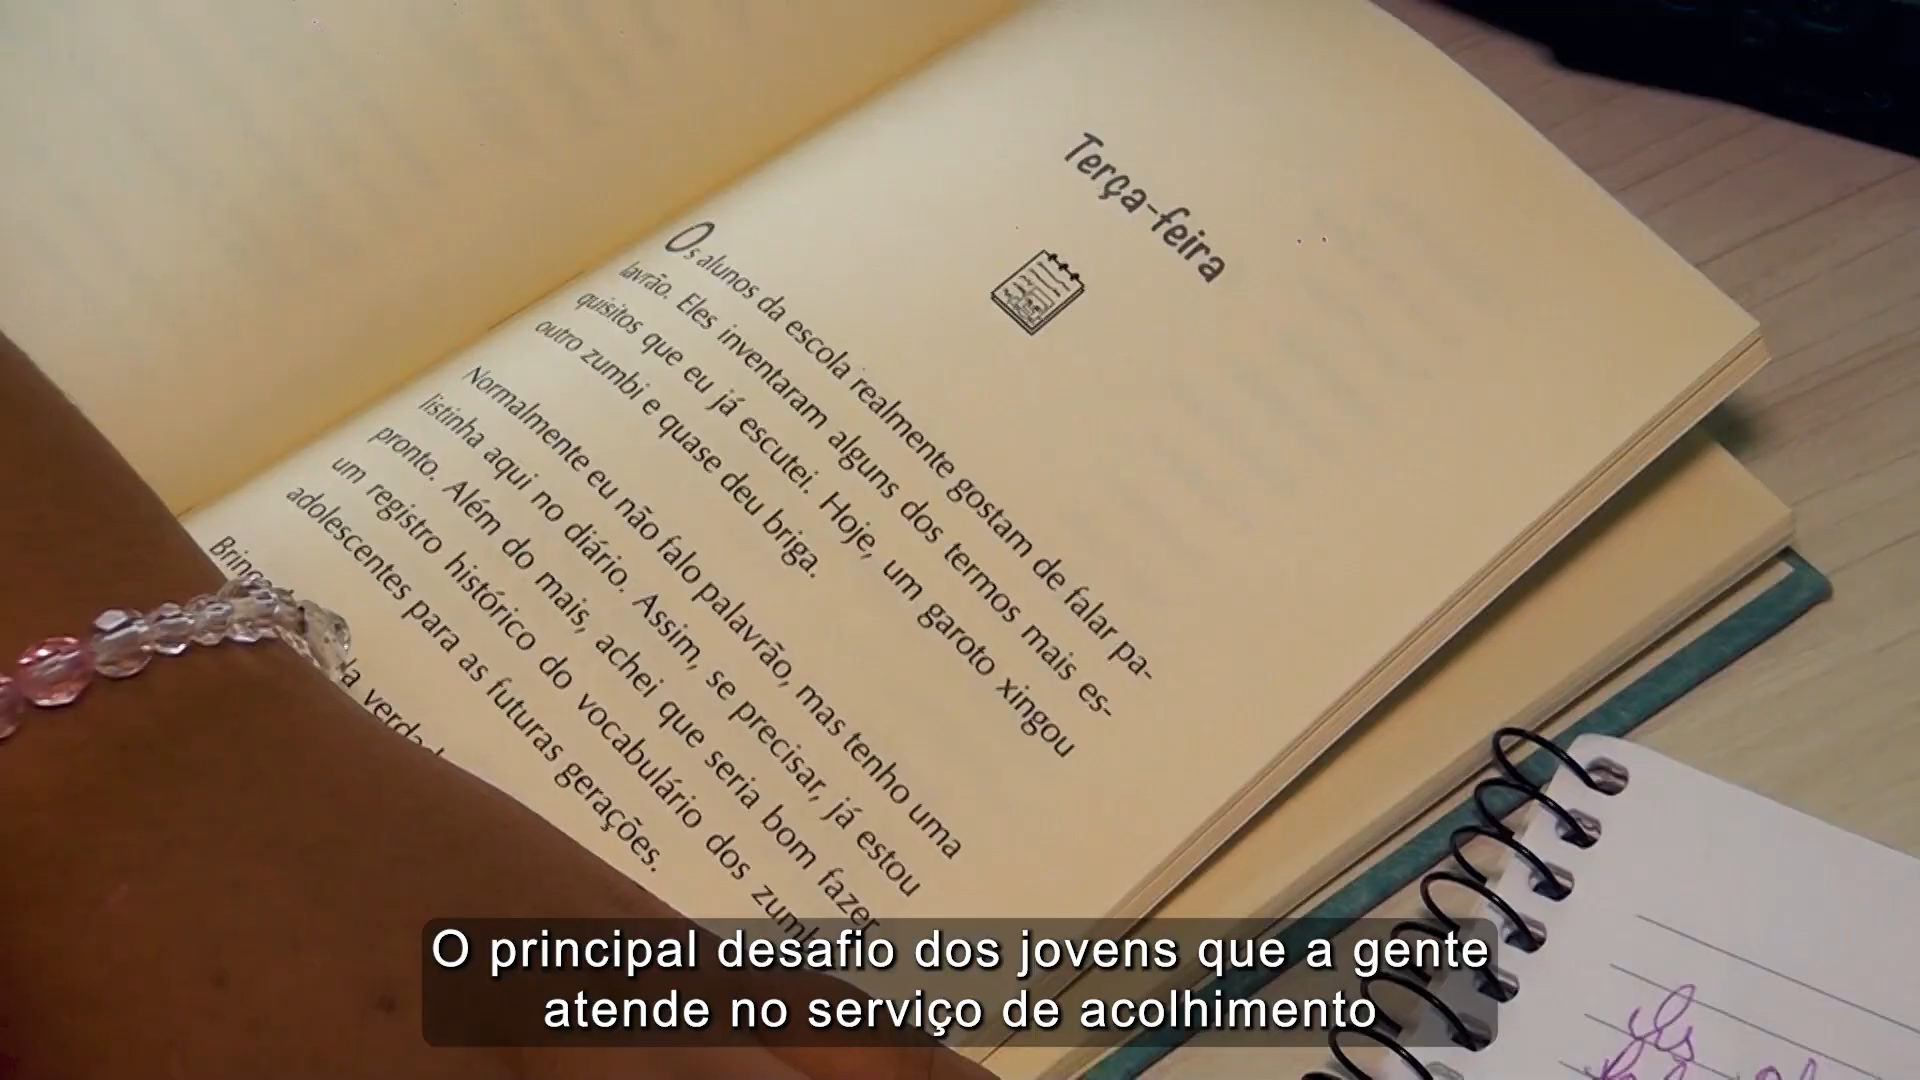 Terça-feira
Os alunos da escola realmente gostam de falar pa-
lavrão. Eles inventaram alguns dos termos mais es-
quisitos que eu já escutei. Hoje, um garoto xingou
outro zumbi e quase deu briga.
Normalmente eu não falo palavrão, mas tenho uma
listinha aqui no diário. Assim, se precisar, já estou
pronto. Além do mais, achei que seria bom fazer
um registro histórico do vocabulário dos zumb
adolescentes para as futuras gerações.
verdad
O principal desafio dos jovens que a gente
atende no serviço de acolhimento